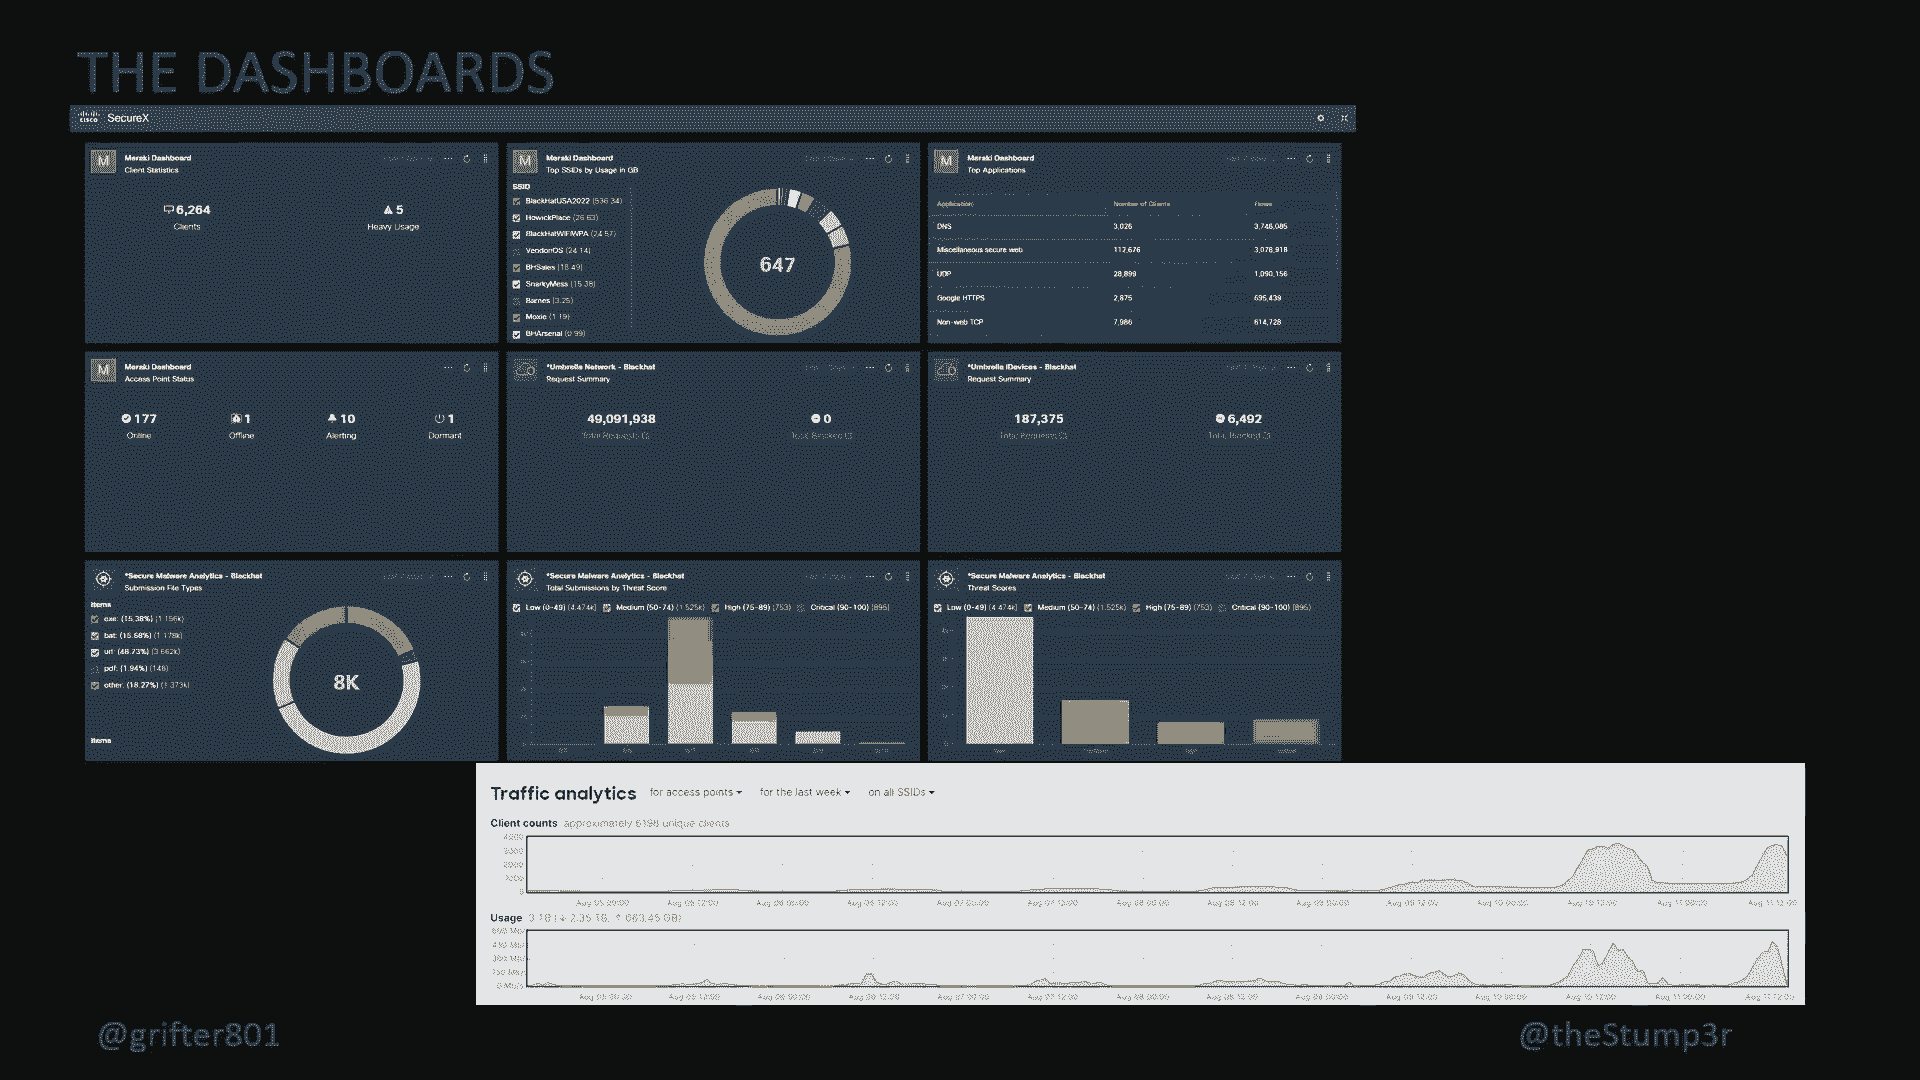 THE DASHBOARDS
CISCO SecureX
M Meraki Dashboard
Client Statistics
6,264
Clients
5
Heavy Usage
M Meraki Dashboard
Top SSIDs by Usage in GB
SSID
BlackHatUSA2022 (536.34)
HowickPlace (26.63)
BlackHatWIFIWPA (24.57)
VendorOS (24.14)
BHSales (18.49)
SnarkyMess (15.38)
Barnes (3.25)
Moxie (1.19)
BHArsenal (0.99)
647
M Meraki Dashboard
Top Applications
Application Number of Clients Flows
DNS 3,026 3,746,085
Miscellaneous secure web 112,676 3,078,918
UDP 28,899 1,090,156
Google HTTPS 2,875 695,439
Non-web TCP 7,986 614,728
M Meraki Dashboard
Access Point Status
177
Online
1
Offline
10
Alerting
1
Dormant
*Umbrella Network - Blackhat
Request Summary
49,091,938
Total Requests
0
Total Blocked
*Umbrella iDevices - Blackhat
Request Summary
187,375
Total Requests
6,492
Total Blocked
*Secure Malware Analytics - Blackhat
Submission File Types
Items
exe: (15.38%) (1.156k)
bat: (15.68%) (1.178k)
url: (48.73%) (3.662k)
pdf: (1.94%) (146)
other: (18.27%) (1.373k)
Items
8K
*Secure Malware Analytics - Blackhat
Total Submissions by Threat Score
Low (0-49) (4.474k) Medium (50-74) (1.525k) High (75-89) (753) Critical (90-100) (895)
*Secure Malware Analytics - Blackhat
Threat Scores
Low (0-49) (4.474k) Medium (50-74) (1.525k) High (75-89) (753) Critical (90-100) (895)
Traffic analytics for access points for the last week on all SSIDs
Client counts approximately 6198 unique clients
Usage
@grifter801
@theStump3r